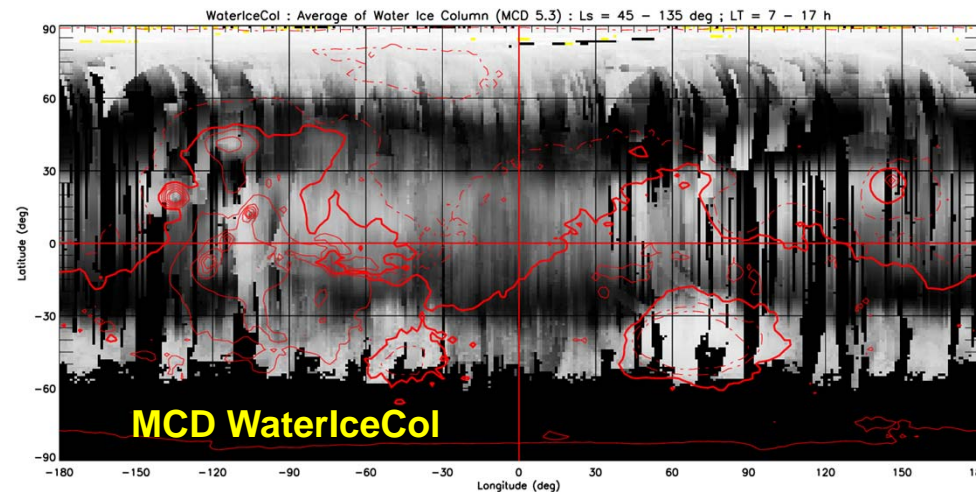 WaterIceCol : Average of Water Ice Column (MCD 5.3) : Ls = 45 – 135 deg ; LT = 7 – 17 h
90
60
30
0
−30
−60
−90
Latitude (deg)
MCD WaterIceCol
−180 −150 −120 −90 −60 −30 0 30 60 90 120 150 18
Longitude (deg)